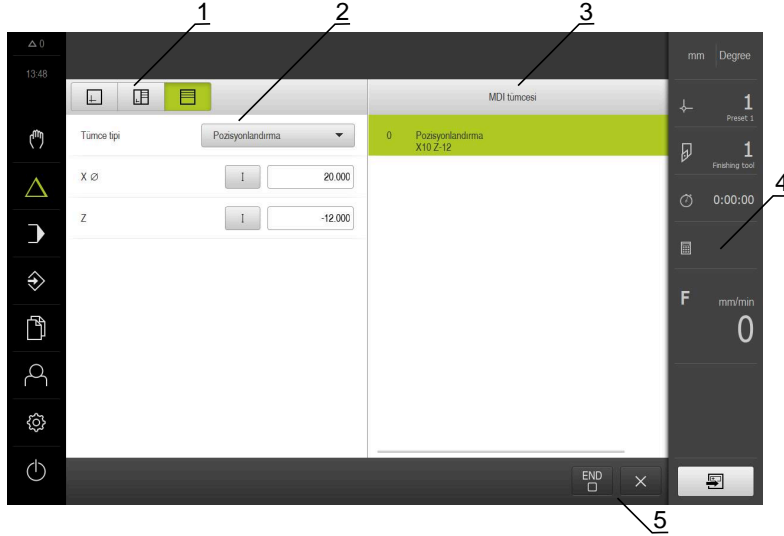 1
2
3
0
13:48
mm Degree
MDI tümcesi
1
Preset 1
Tümce tipi
Pozisyonlandırma
0 Pozisyonlandırma
X10 Z-12
1
Finishing tool
X Ø
I
20.000
4
0:00:00
Z
I
-12.000
F mm/min
0
END
5